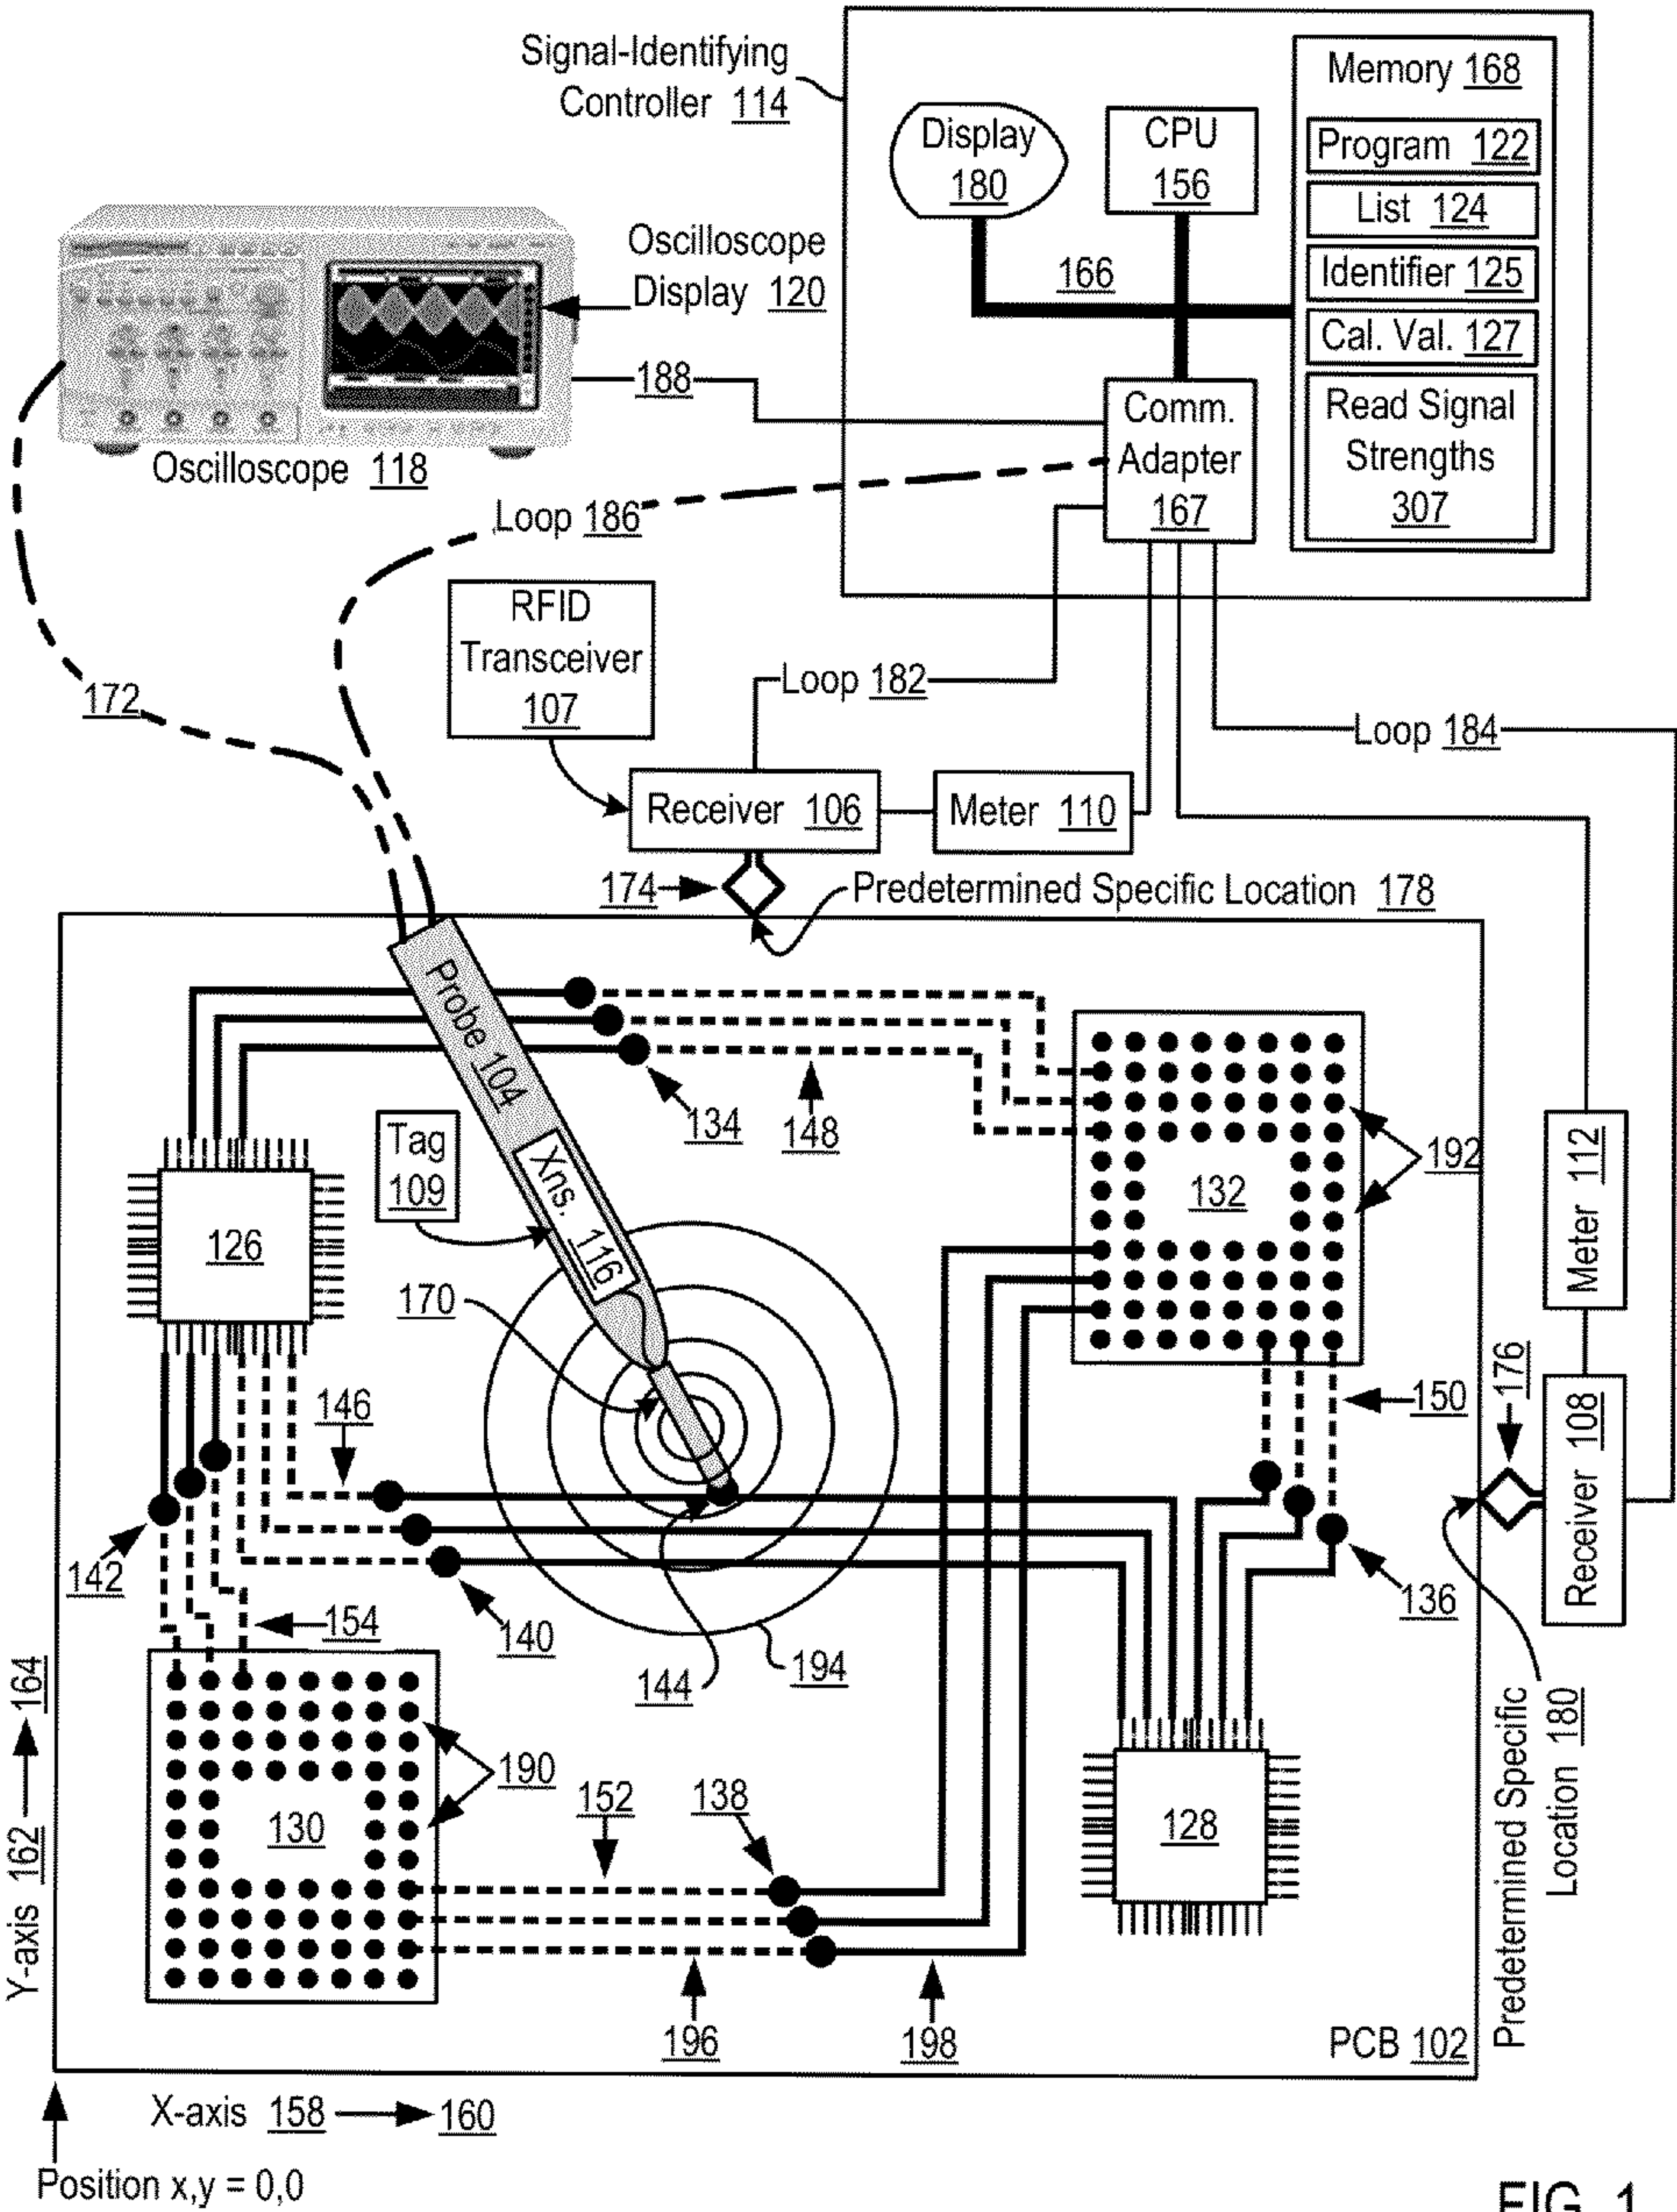 Signal-Identifying
Controller 114
Display
180
CPU
156
Memory 168
Program 122
List 124
Identifier 125
Cal. Val. 127
Read Signal
Strengths
307
166
Comm.
Adapter
167
Oscilloscope
Display 120
188
Oscilloscope 118
Loop 186
RFID
Transceiver
107
172
Loop 182
Loop 184
Receiver 106
Meter 110
174
Predetermined Specific Location 178
Probe 104
Xns. 116
Tag
109
134
148
192
132
126
170
Meter 112
176
150
Receiver 108
146
142
140
154
144
194
136
Predetermined Specific
Location 180
190
130
152
138
128
196
198
PCB 102
Y-axis 162 164
X-axis 158 160
Position x,y = 0,0
FIG. 1